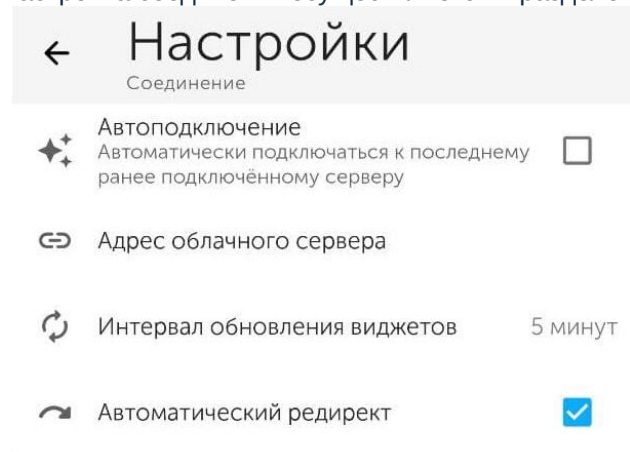 Настройки
Соединение
Автоподключение
Автоматически подключаться к последнему
ранее подключённому серверу
Адрес облачного сервера
Интервал обновления виджетов 5 минут
Автоматический редирект